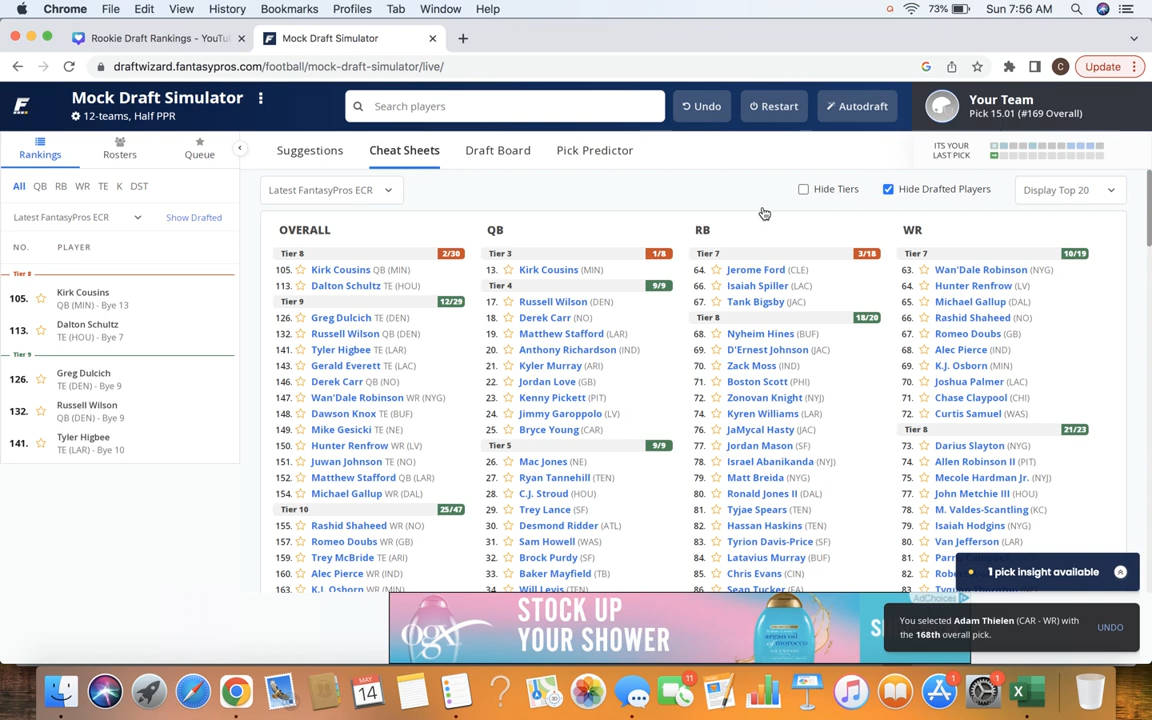 Chrome File Edit View History Bookmarks Profiles Tab Window Help 73% Sun 7:56 AM
Rookie Draft Rankings - YouTu Mock Draft Simulator
draftwizard.fantasypros.com/football/mock-draft-simulator/live/ Update
Mock Draft Simulator
12-teams, Half PPR
Search players
Undo Restart Autodraft
Your Team
Pick 15.01 (#169 Overall)
Rankings Rosters Queue
Suggestions Cheat Sheets Draft Board Pick Predictor
ITS YOUR
LAST PICK
All QB RB WR TE K DST
Latest FantasyPros ECR Show Drafted
NO. PLAYER
Tier 8
105. Kirk Cousins
QB (MIN) - Bye 13
113. Dalton Schultz
TE (HOU) - Bye 7
Tier 9
126. Greg Dulcich
TE (DEN) - Bye 9
132. Russell Wilson
QB (DEN) - Bye 9
141. Tyler Higbee
TE (LAR) - Bye 10
Latest FantasyPros ECR Hide Tiers Hide Drafted Players Display Top 20
OVERALL
Tier 8 2/30
105. Kirk Cousins QB (MIN)
113. Dalton Schultz TE (HOU)
Tier 9 12/29
126. Greg Dulcich TE (DEN)
132. Russell Wilson QB (DEN)
141. Tyler Higbee TE (LAR)
143. Gerald Everett TE (LAC)
146. Derek Carr QB (NO)
147. Wan'Dale Robinson WR (NYG)
148. Dawson Knox TE (BUF)
149. Mike Gesicki TE (NE)
150. Hunter Renfrow WR (LV)
151. Juwan Johnson TE (NO)
152. Matthew Stafford QB (LAR)
154. Michael Gallup WR (DAL)
Tier 10 25/47
155. Rashid Shaheed WR (NO)
157. Romeo Doubs WR (GB)
159. Trey McBride TE (ARI)
160. Alec Pierce WR (IND)
163. K.J. Osborn WR (MIN)
QB
Tier 3 1/8
13. Kirk Cousins (MIN)
Tier 4 9/9
17. Russell Wilson (DEN)
18. Derek Carr (NO)
19. Matthew Stafford (LAR)
20. Anthony Richardson (IND)
21. Kyler Murray (ARI)
22. Jordan Love (GB)
23. Kenny Pickett (PIT)
24. Jimmy Garoppolo (LV)
25. Bryce Young (CAR)
Tier 5 9/9
26. Mac Jones (NE)
27. Ryan Tannehill (TEN)
28. C.J. Stroud (HOU)
29. Trey Lance (SF)
30. Desmond Ridder (ATL)
31. Sam Howell (WAS)
32. Brock Purdy (SF)
33. Baker Mayfield (TB)
34. Will Levis (TEN)
RB
Tier 7 3/18
64. Jerome Ford (CLE)
66. Isaiah Spiller (LAC)
67. Tank Bigsby (JAC)
Tier 8 18/20
68. Nyheim Hines (BUF)
69. D'Ernest Johnson (JAC)
70. Zack Moss (IND)
71. Boston Scott (PHI)
72. Zonovan Knight (NYJ)
74. Kyren Williams (LAR)
76. JaMycal Hasty (JAC)
77. Jordan Mason (SF)
78. Israel Abanikanda (NYJ)
79. Matt Breida (NYG)
80. Ronald Jones II (DAL)
81. Tyjae Spears (TEN)
82. Hassan Haskins (TEN)
83. Tyrion Davis-Price (SF)
84. Latavius Murray (BUF)
85. Chris Evans (CIN)
86. Sean Tucker (FA)
WR
Tier 7 10/19
63. Wan'Dale Robinson (NYG)
64. Hunter Renfrow (LV)
65. Michael Gallup (DAL)
66. Rashid Shaheed (NO)
67. Romeo Doubs (GB)
68. Alec Pierce (IND)
69. K.J. Osborn (MIN)
70. Joshua Palmer (LAC)
71. Chase Claypool (CHI)
72. Curtis Samuel (WAS)
Tier 8 21/23
73. Darius Slayton (NYG)
74. Allen Robinson II (PIT)
75. Mecole Hardman Jr. (NYJ)
77. John Metchie III (HOU)
78. M. Valdes-Scantling (KC)
79. Isaiah Hodgins (NYG)
80. Van Jefferson (LAR)
81.
82.
83.
1 pick insight available
AdChoices
ogx
STOCK UP
YOUR SHOWER
You selected Adam Thielen (CAR - WR) with
the 168th overall pick.
UNDO
MAY
14
11
1
1